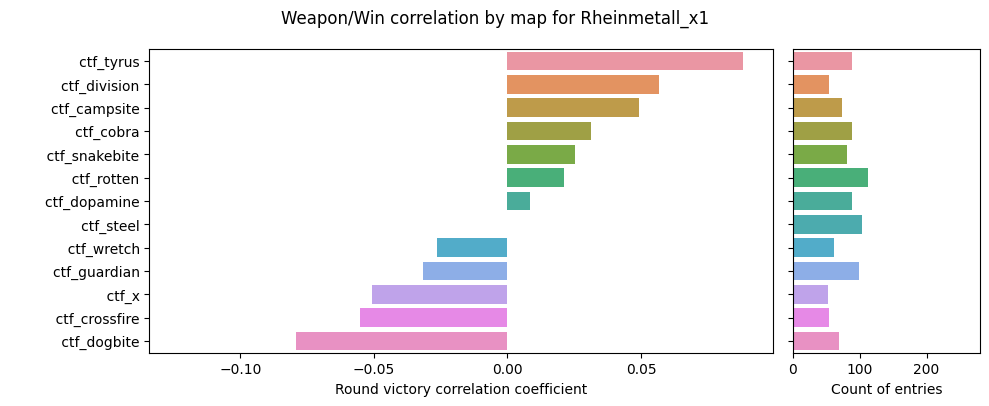 Weapon/Win correlation by map for Rheinmetall_x1
ctf_tyrus
ctf_division
ctf_campsite
ctf_cobra
ctf_snakebite
ctf_rotten
ctf_dopamine
ctf_steel
ctf_wretch
ctf_guardian
ctf_x
ctf_crossfire
ctf_dogbite
−0.10 −0.05 0.00 0.05 0 100 200
Round victory correlation coefficient Count of entries